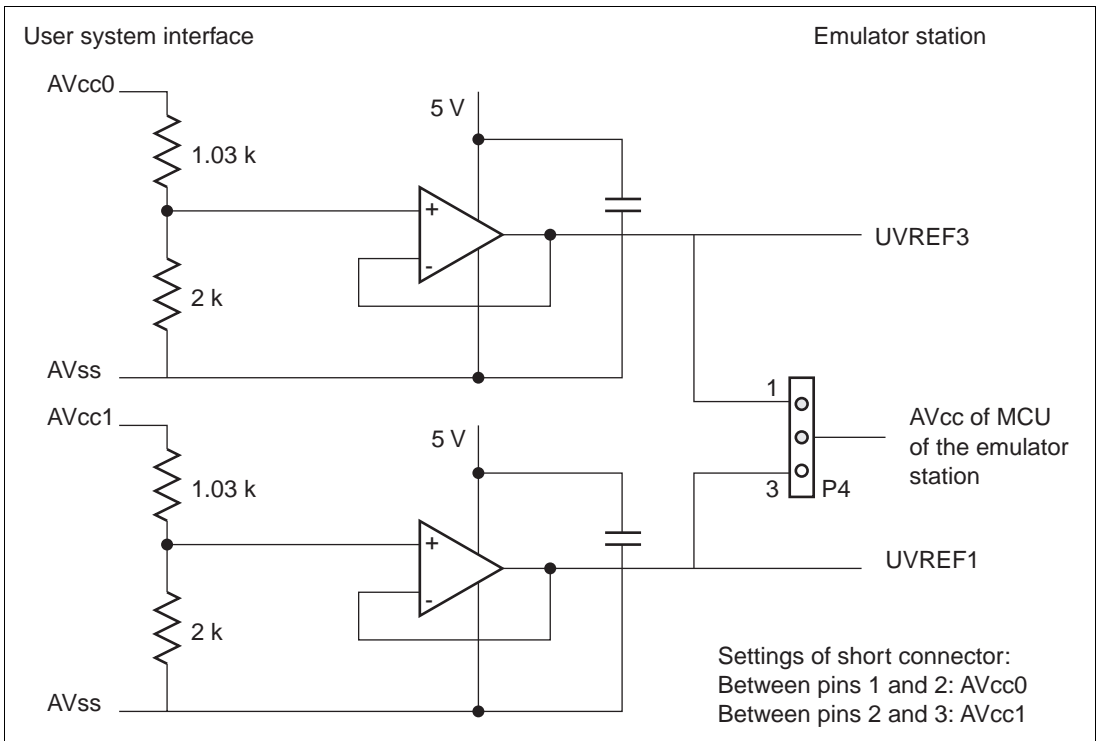 User system interface
Emulator station
AVcc0
5 V
1.03 k
+
-
UVREF3
2 k
AVss
1
AVcc of MCU
of the emulator
station
3
P4
AVcc1
5 V
1.03 k
+
-
UVREF1
2 k
AVss
Settings of short connector:
Between pins 1 and 2: AVcc0
Between pins 2 and 3: AVcc1